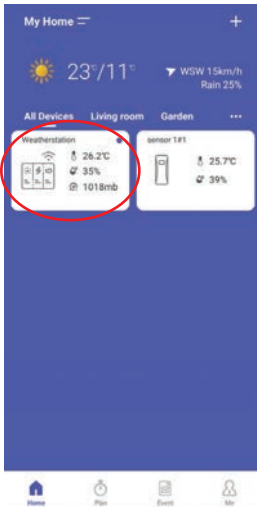 My Home
23°/11°
WSW 15km/h
Rain 25%
All Devices Living room Garden ...
Weatherstation
26.2℃
35%
1018mb
sensor 1#1
25.7℃
39%
Home Plan Event Me